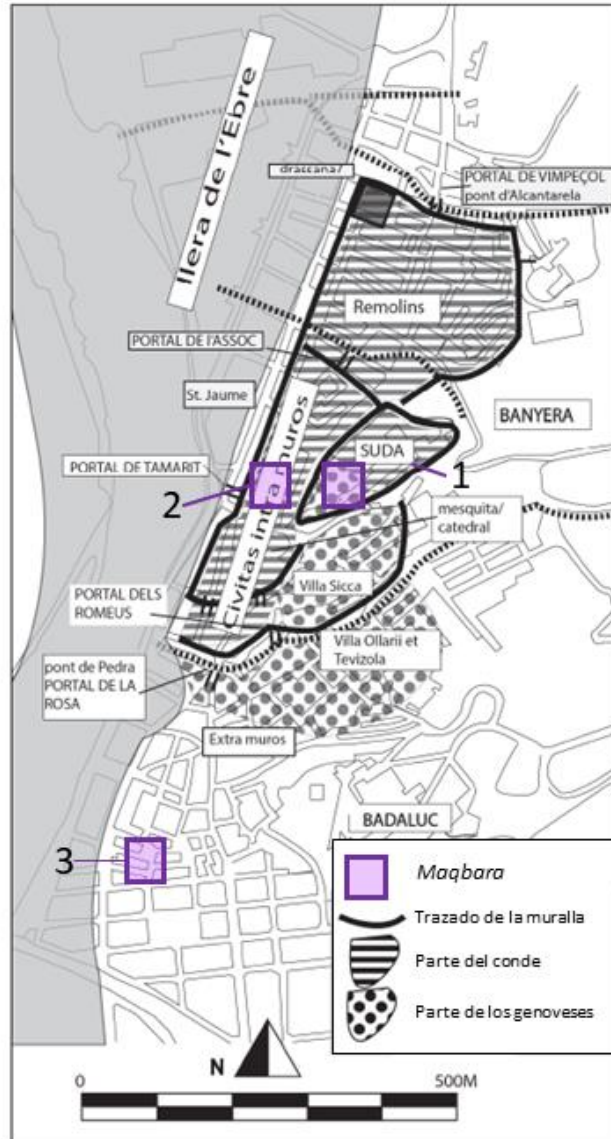 llera de l'Ebre
drassana?
PORTAL DE VIMPEÇOL
pont d'Alcantarela
Remolins
PORTAL DE l'ASSOC
St. Jaume
BANYERA
SUDA
1
PORTAL DE TAMARIT
2
Civitas intra muros
mesquita/
catedral
Villa Sicca
PORTAL DELS
ROMEUS
Villa Ollarii et
Tevizola
pont de Pedra
PORTAL DE LA
ROSA
Extra muros
BADALUC
3
Maqbara
Trazado de la muralla
Parte del conde
Parte de los genoveses
N
0
500M